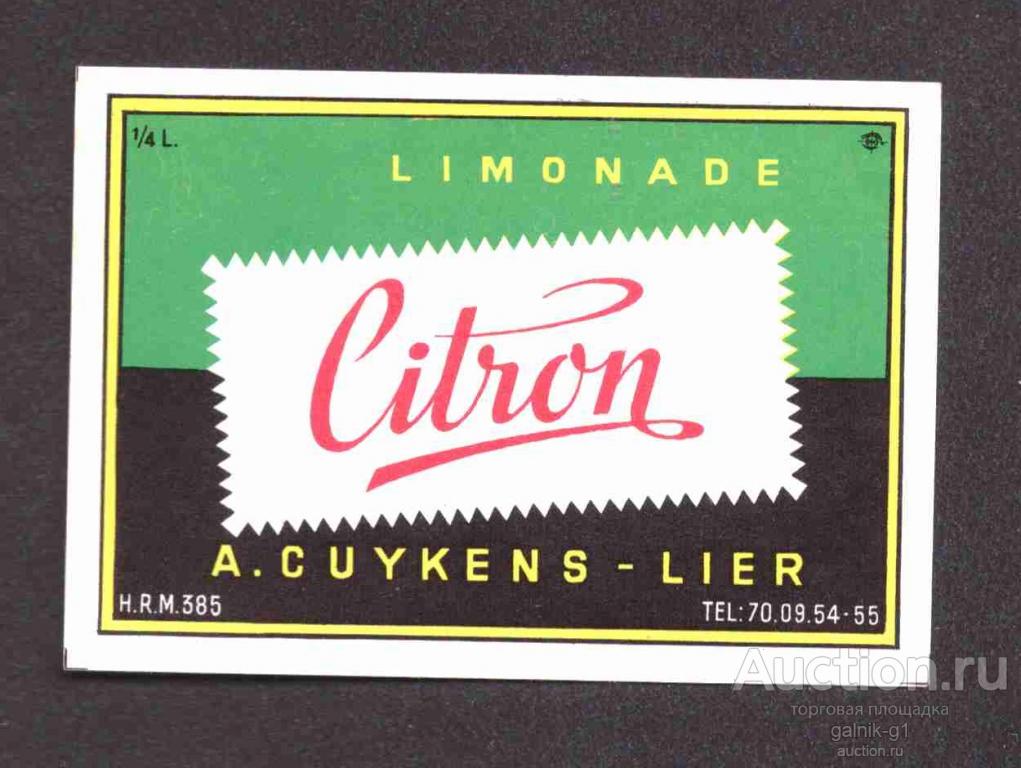 1/4 L.
LIMONADE
Citron
A. CUYKENS - LIER
H.R.M.385
TEL: 70.09.54-55
Auction.ru
торговая площадка
galnik-g1
auction.ru